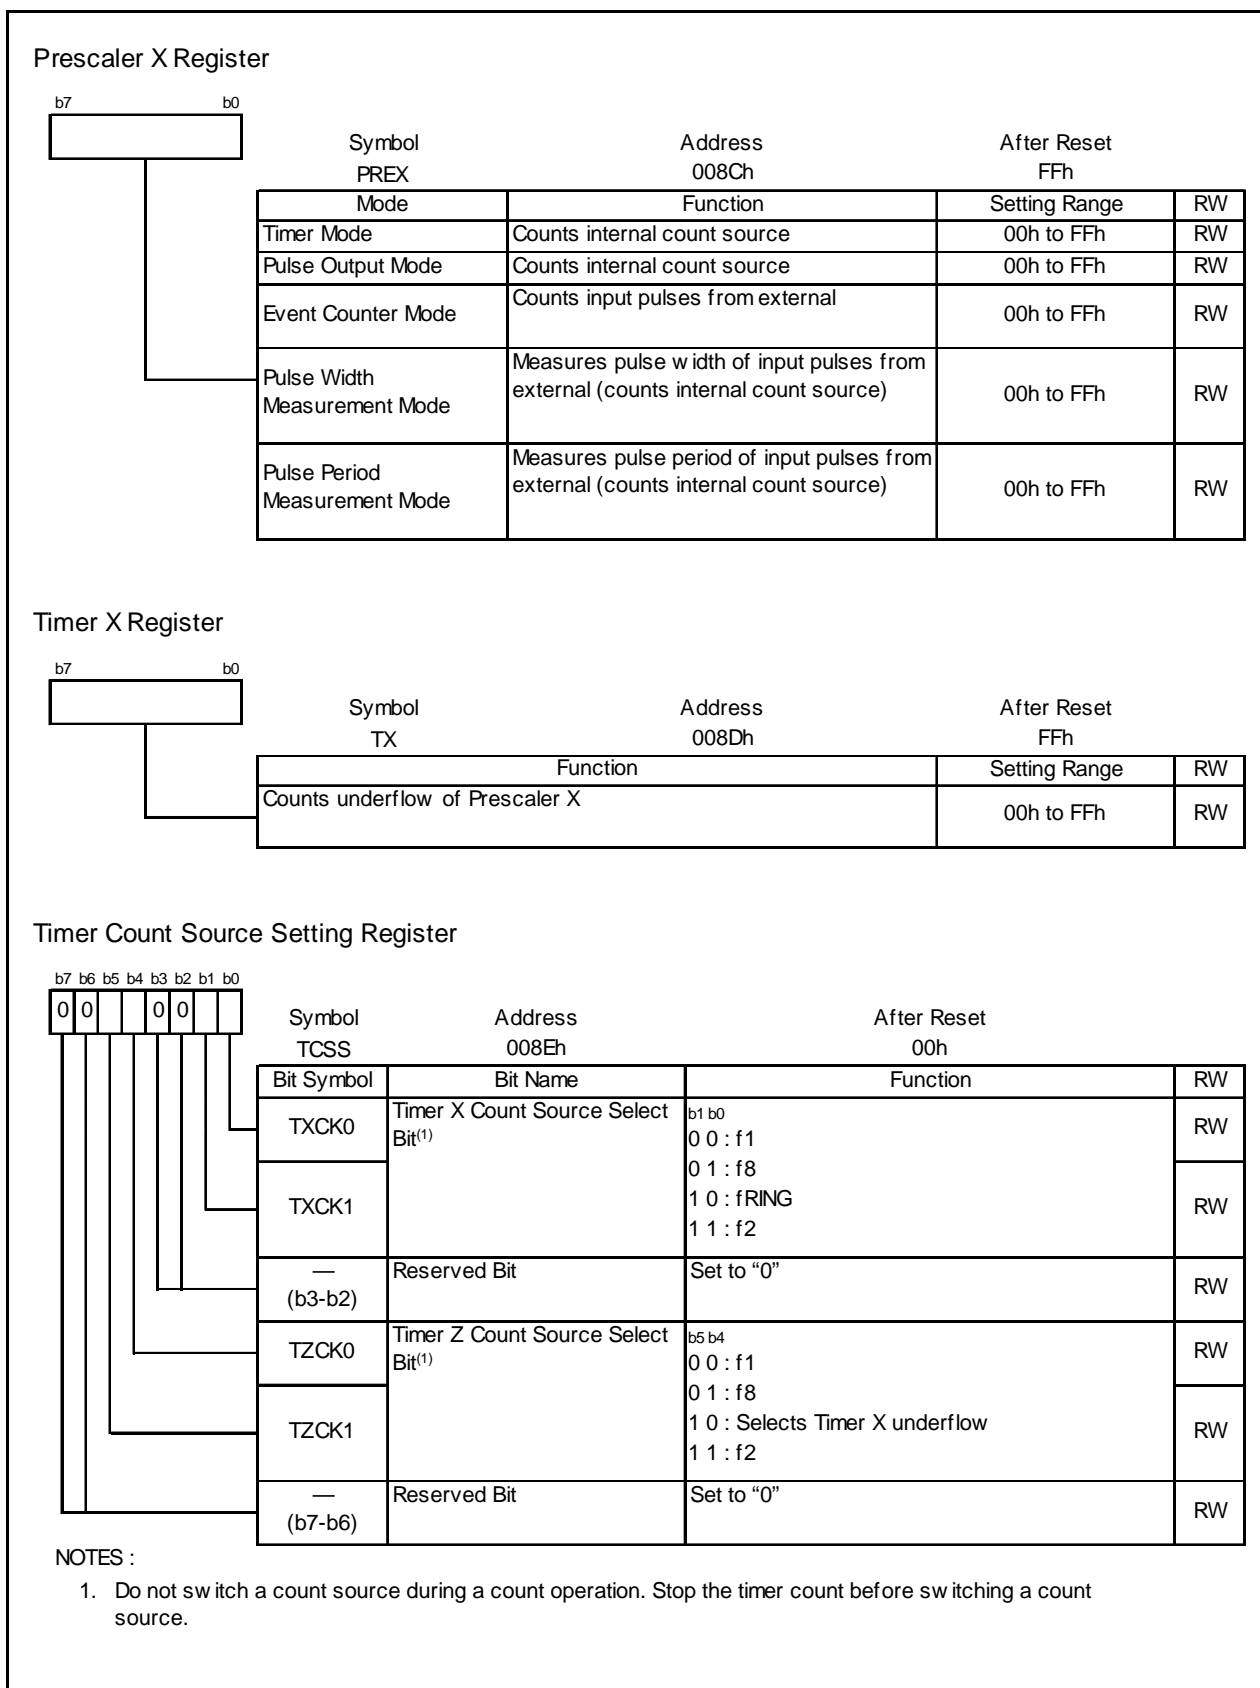 Prescaler X Register
b7 b0
Symbol Address After Reset
PREX 008Ch FFh
Mode Function Setting Range RW
Timer Mode Counts internal count source 00h to FFh RW
Pulse Output Mode Counts internal count source 00h to FFh RW
Event Counter Mode Counts input pulses from external 00h to FFh RW
Pulse Width Measurement Mode Measures pulse width of input pulses from external (counts internal count source) 00h to FFh RW
Pulse Period Measurement Mode Measures pulse period of input pulses from external (counts internal count source) 00h to FFh RW
Timer X Register
b7 b0
Symbol Address After Reset
TX 008Dh FFh
Function Setting Range RW
Counts underflow of Prescaler X 00h to FFh RW
Timer Count Source Setting Register
b7 b6 b5 b4 b3 b2 b1 b0
0 0 0 0
Symbol Address After Reset
TCSS 008Eh 00h
Bit Symbol Bit Name Function RW
TXCK0 Timer X Count Source Select Bit(1) b1 b0 RW
0 0 : f1
0 1 : f8
TXCK1 1 0 : fRING RW
1 1 : f2
— (b3-b2) Reserved Bit Set to “0” RW
TZCK0 Timer Z Count Source Select Bit(1) b5 b4 RW
0 0 : f1
0 1 : f8
TZCK1 1 0 : Selects Timer X underflow RW
1 1 : f2
— (b7-b6) Reserved Bit Set to “0” RW
NOTES :
1. Do not switch a count source during a count operation. Stop the timer count before switching a count
source.